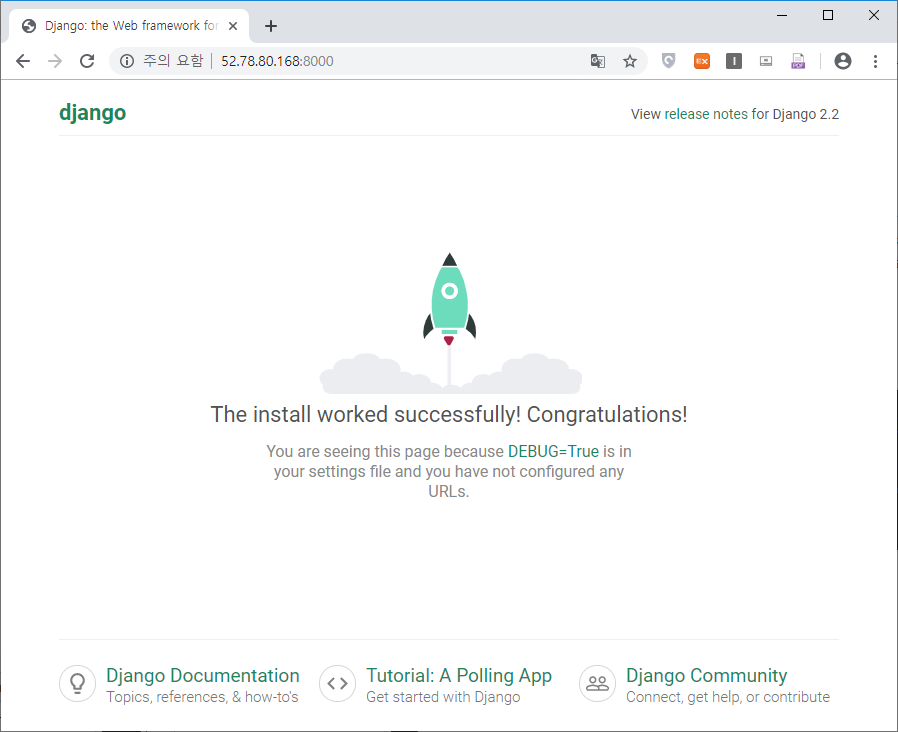 Django: the Web framework for
주의 요함 | 52.78.80.168:8000
django
View release notes for Django 2.2
The install worked successfully! Congratulations!
You are seeing this page because DEBUG=True is in
your settings file and you have not configured any
URLs.
Django Documentation
Topics, references, & how-to's
Tutorial: A Polling App
Get started with Django
Django Community
Connect, get help, or contribute